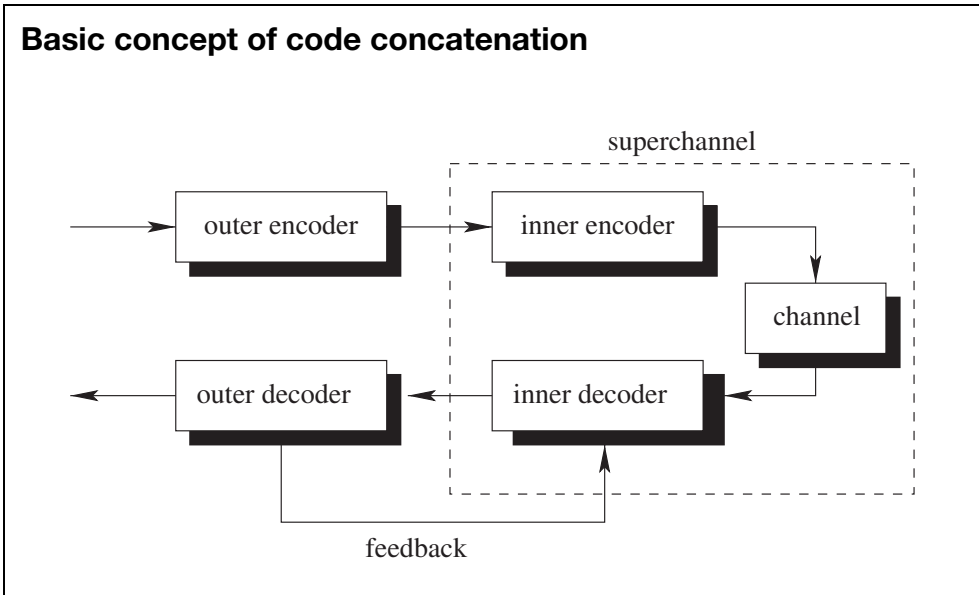 Basic concept of code concatenation
superchannel
outer encoder
inner encoder
channel
outer decoder
inner decoder
feedback